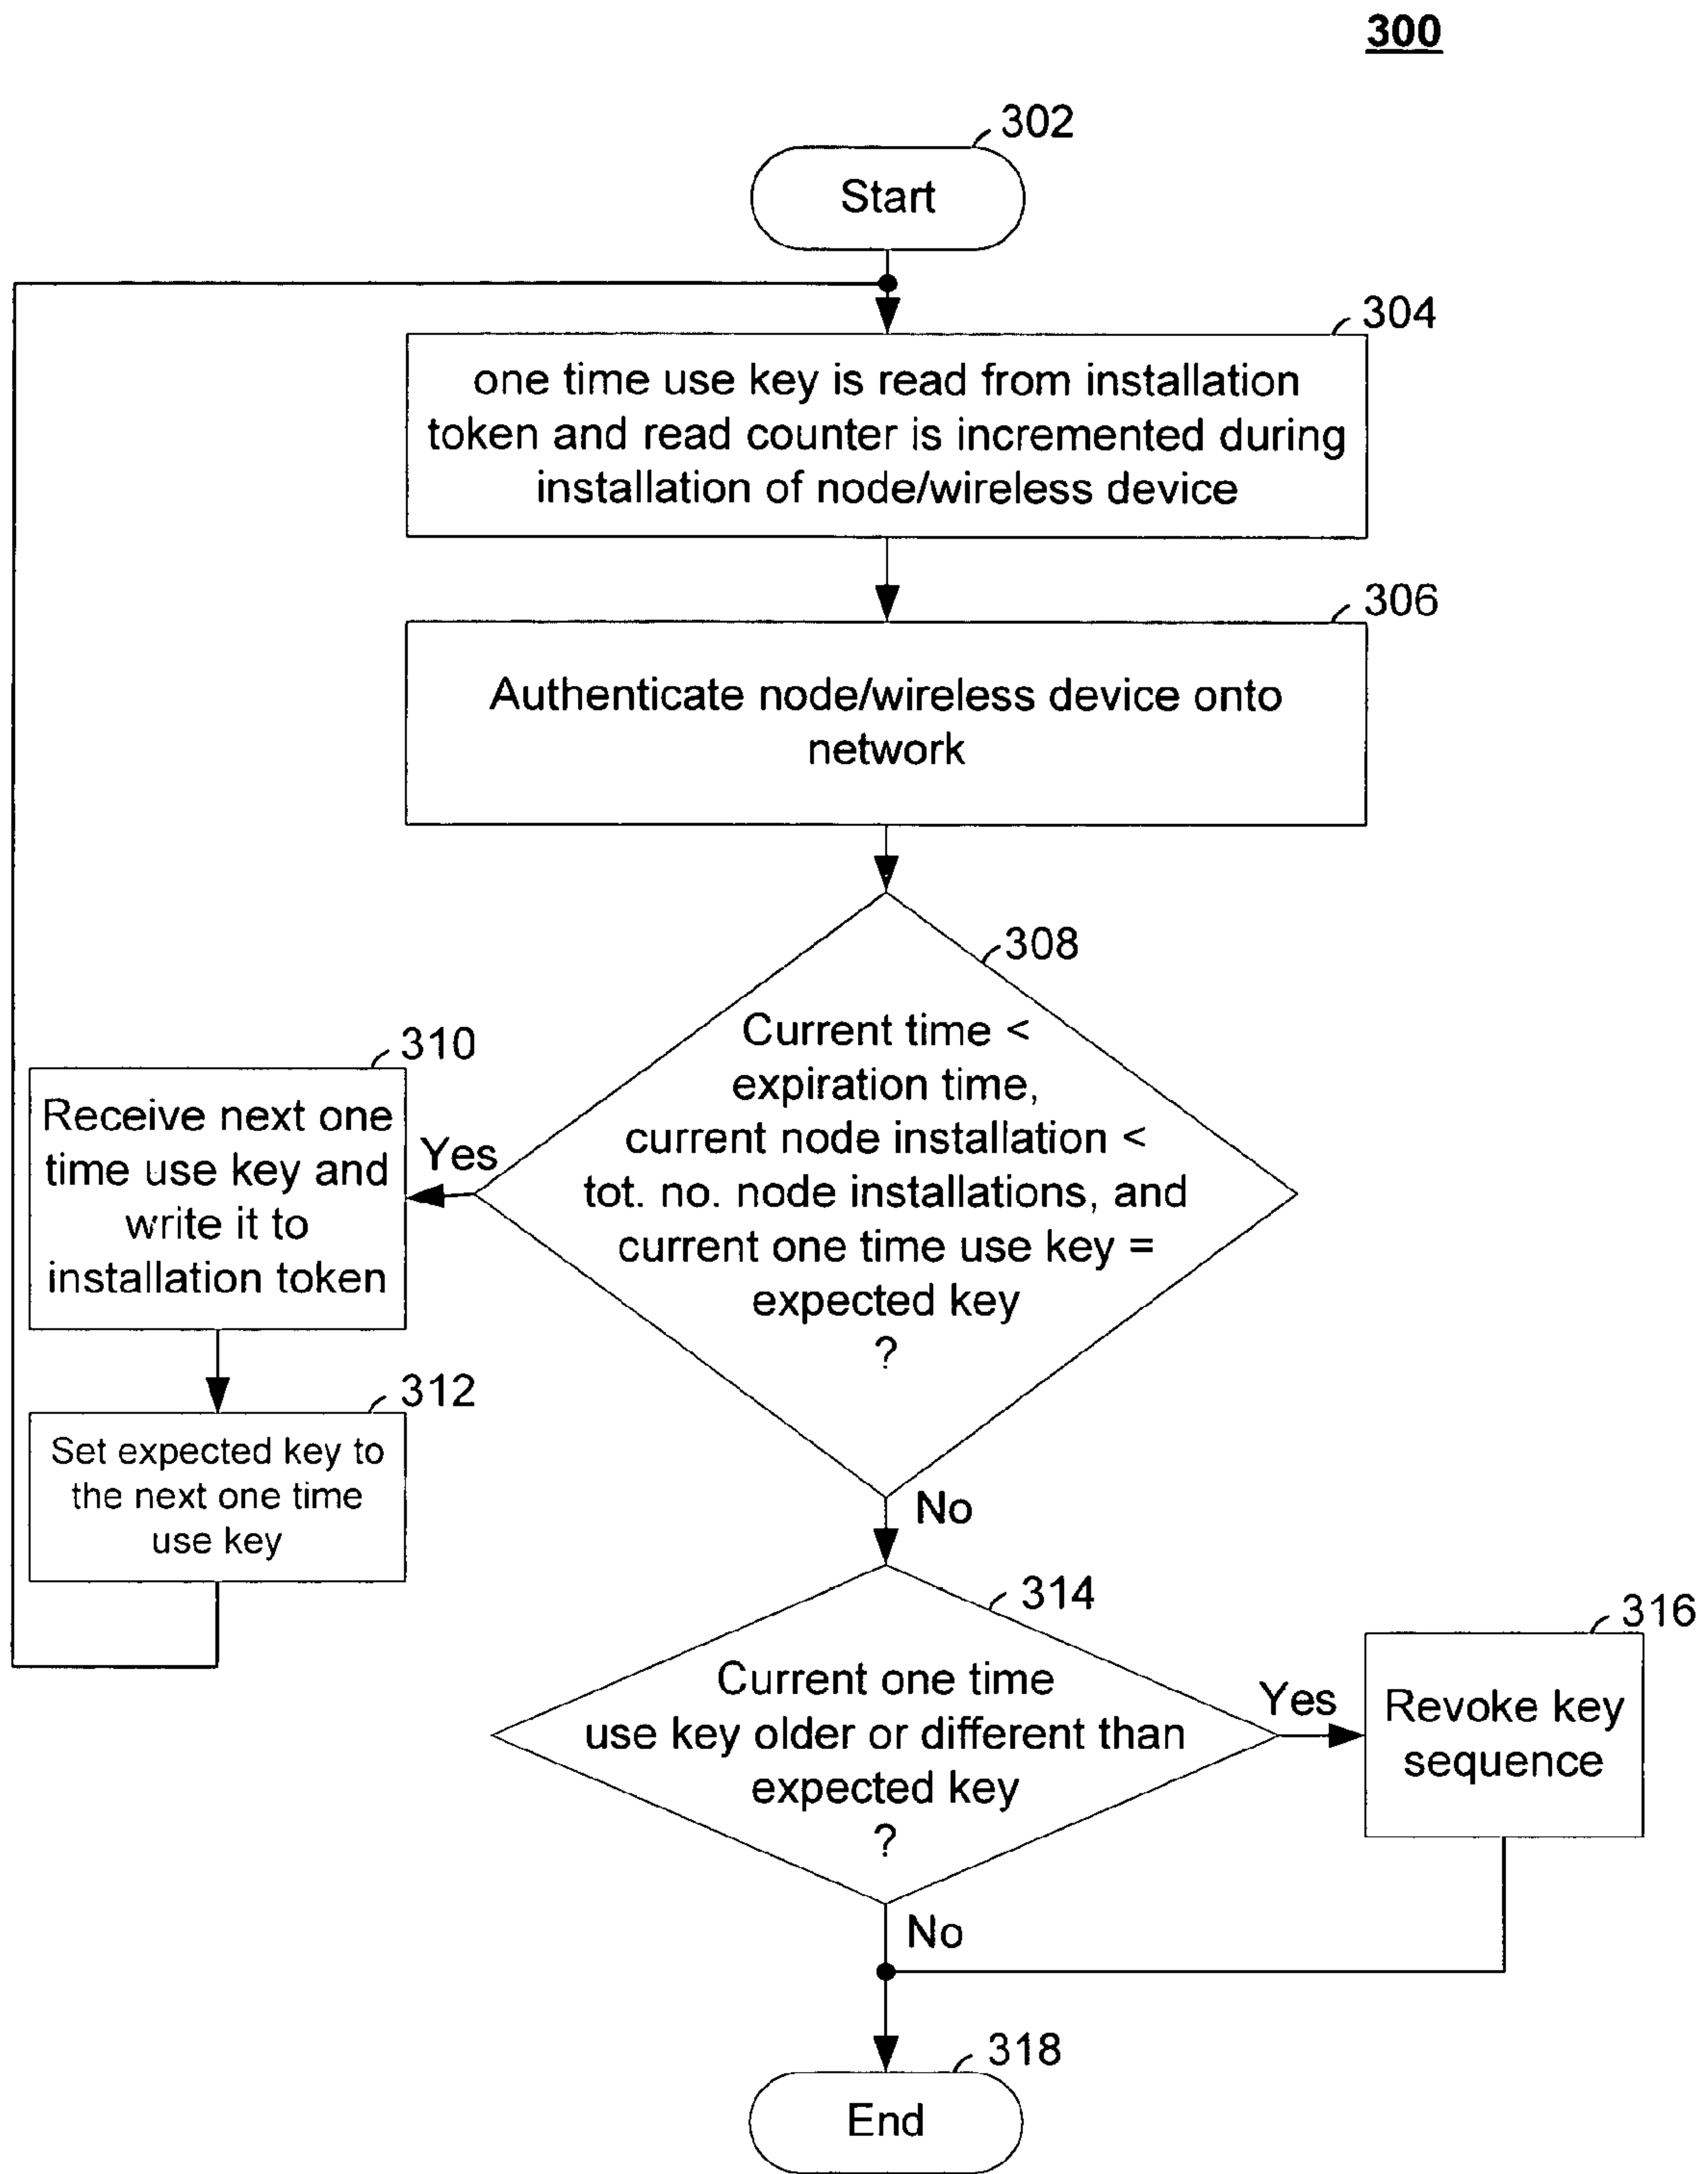 300
302
Start
304
one time use key is read from installation
token and read counter is incremented during
installation of node/wireless device
306
Authenticate node/wireless device onto
network
308
Current time <
expiration time,
current node installation <
tot. no. node installations, and
current one time use key =
expected key
?
Yes
310
Receive next one
time use key and
write it to
installation token
312
Set expected key to
the next one time
use key
No
314
Current one time
use key older or different than
expected key
?
Yes
316
Revoke key
sequence
No
318
End